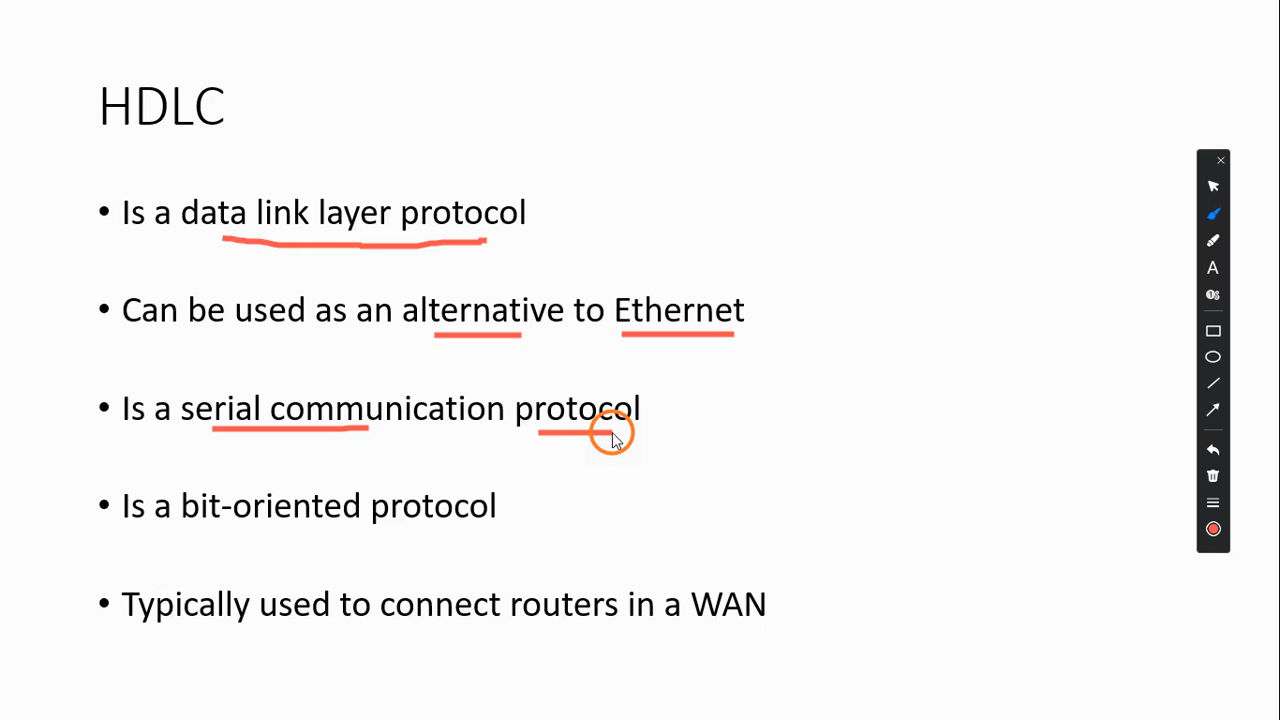 HDLC
• Is a data link layer protocol
• Can be used as an alternative to Ethernet
• Is a serial communication protocol
• Is a bit-oriented protocol
• Typically used to connect routers in a WAN
A